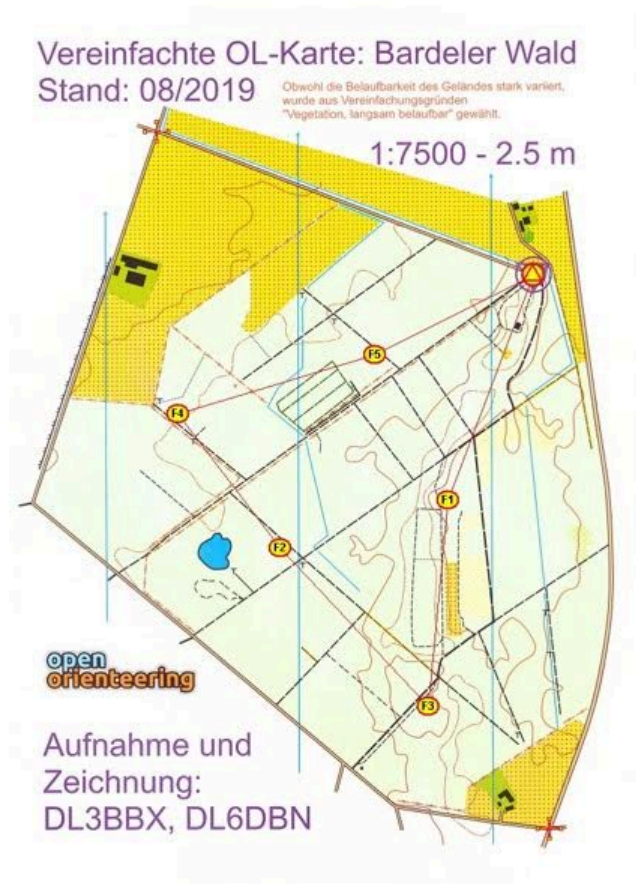 Vereinfachte OL-Karte: Bardeler Wald
Stand: 08/2019
Obwohl die Belaufbarkeit des Geländes stark variiert,
wurde aus Vereinfachungsgründen
"Vegetation, langsam belaufbar" gewählt.
1:7500 - 2.5 m
F5
F4
F1
F2
F3
open
orienteering
Aufnahme und
Zeichnung:
DL3BBX, DL6DBN